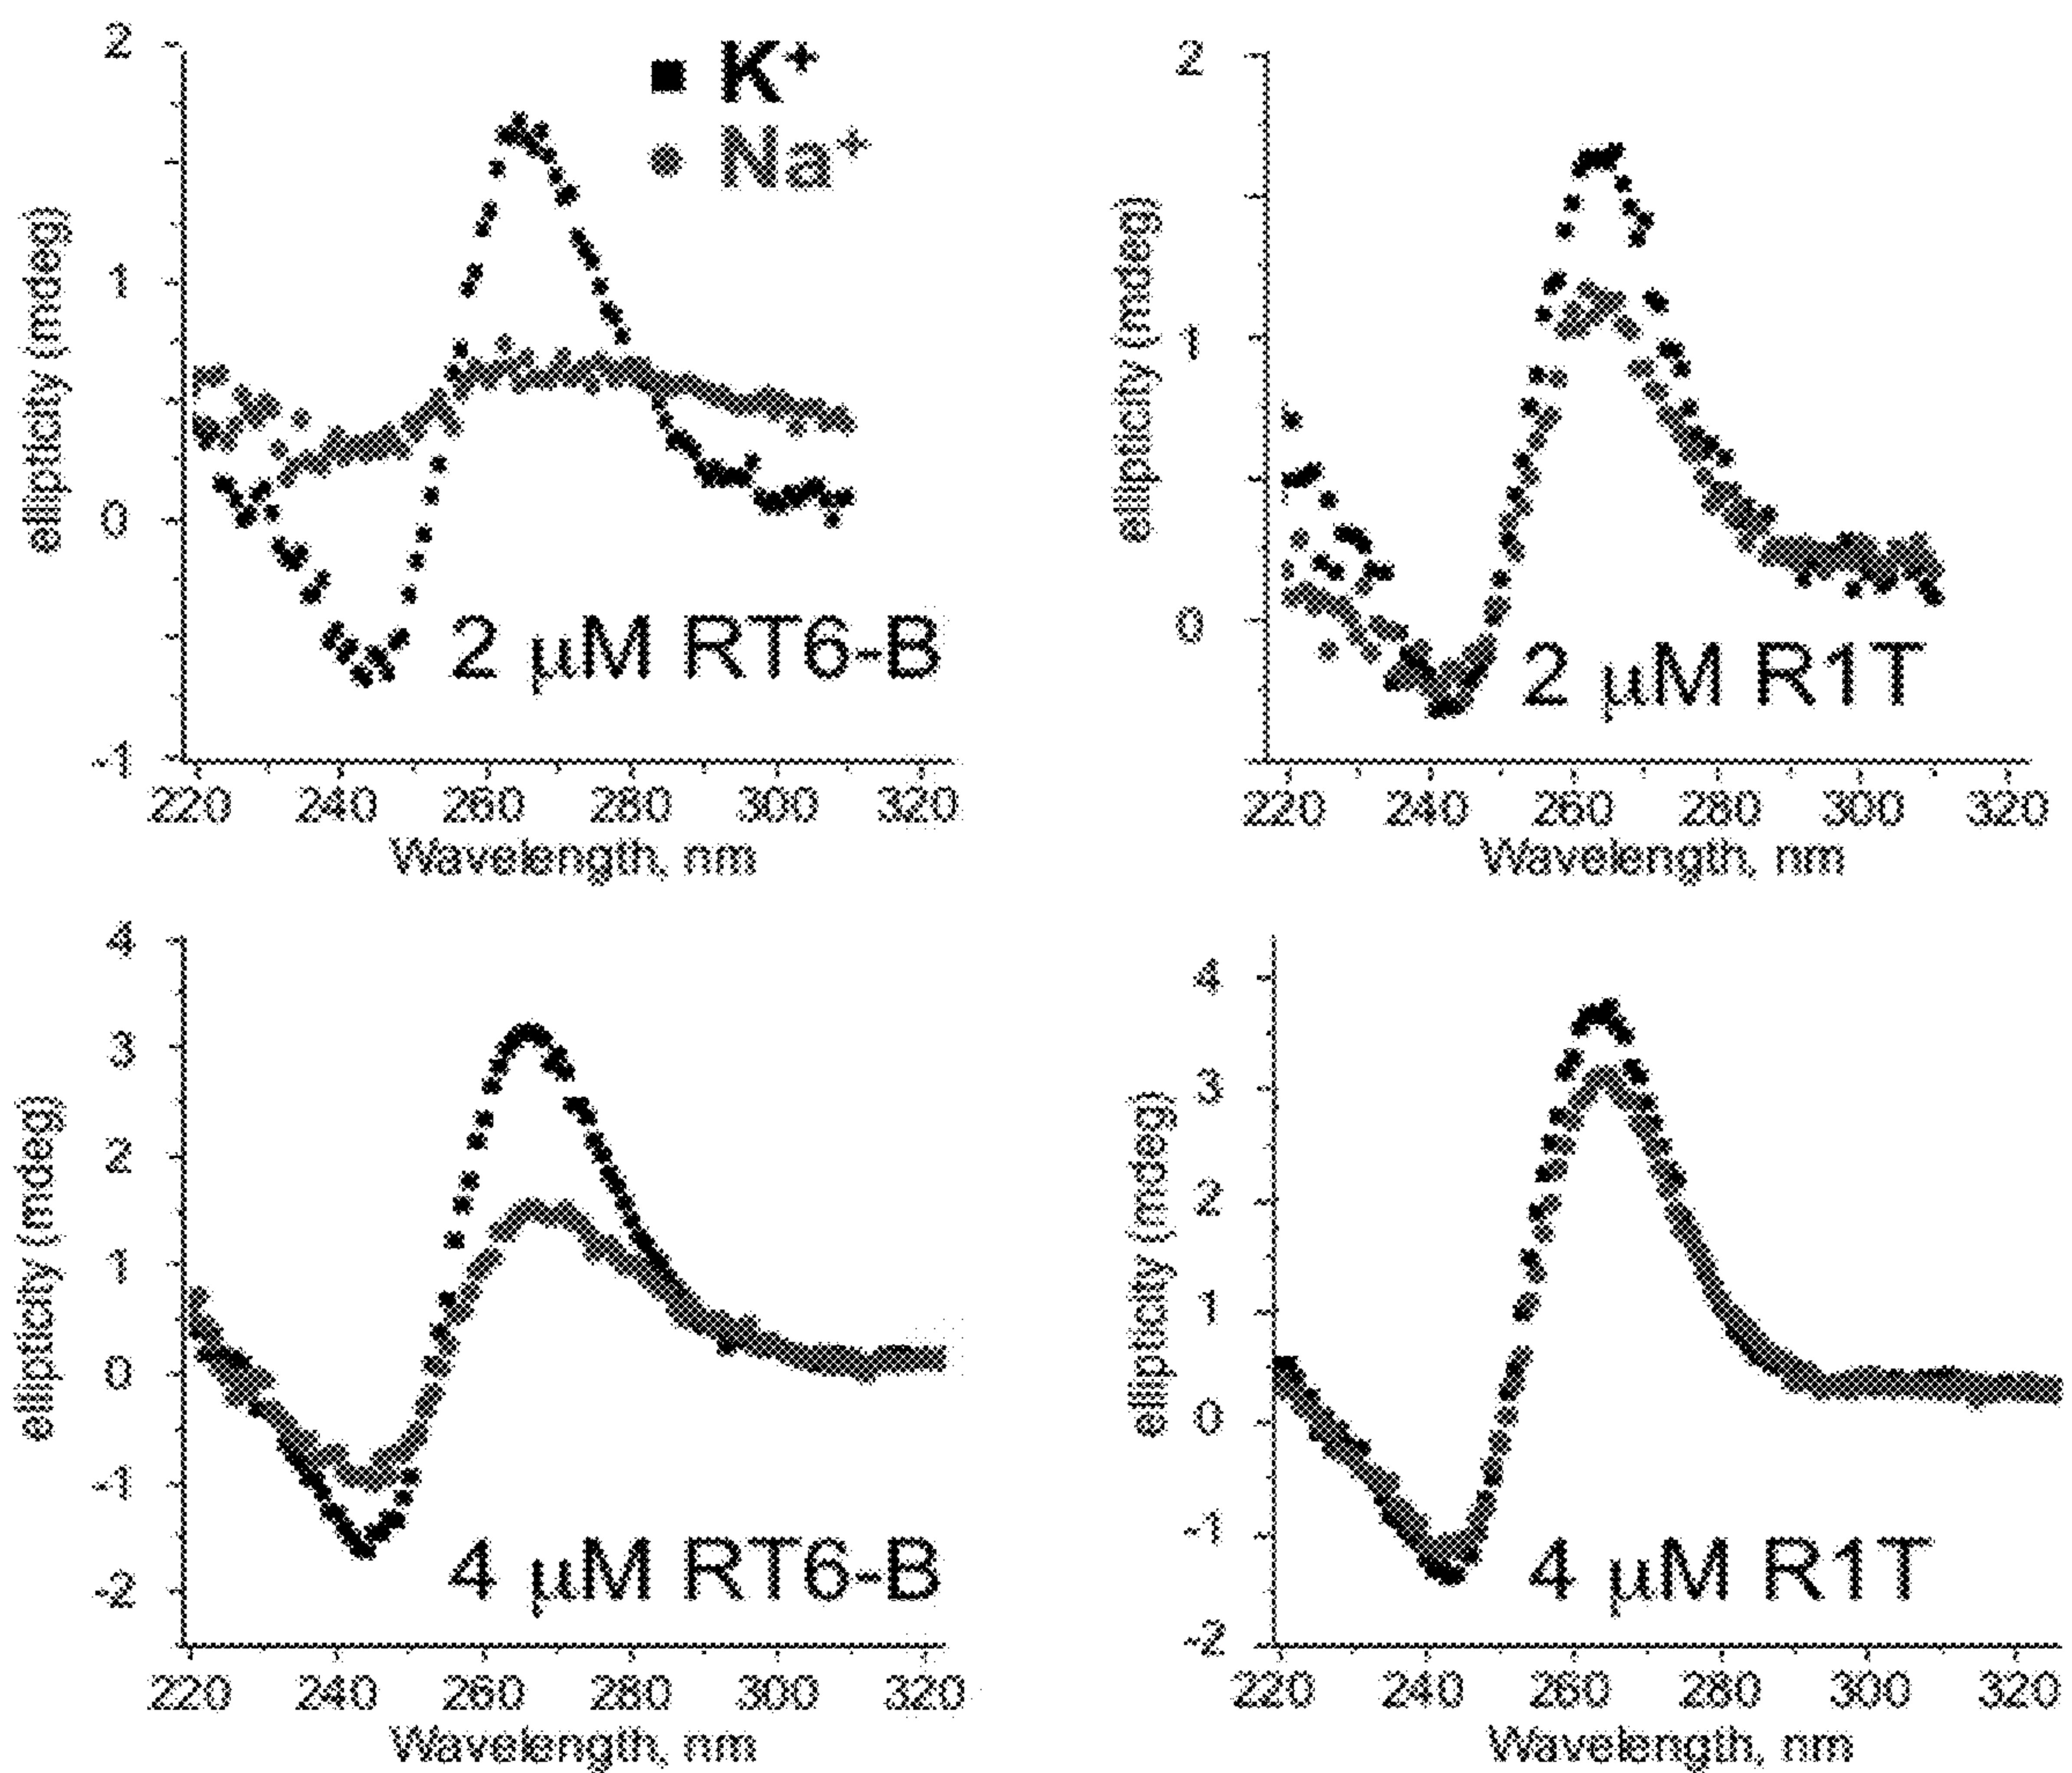 2
1
0
-1
ellipticity (mdeg)
K+
Na+
2 µM RT6-B
220 240 260 280 300 320
Wavelength, nm
2
1
0
ellipticity (mdeg)
2 µM R1T
220 240 260 280 300 320
Wavelength, nm
4
3
2
1
0
-1
-2
ellipticity (mdeg)
4 µM RT6-B
220 240 260 280 300 320
Wavelength, nm
4
3
2
1
0
-1
-2
ellipticity (mdeg)
4 µM R1T
220 240 260 280 300 320
Wavelength, nm